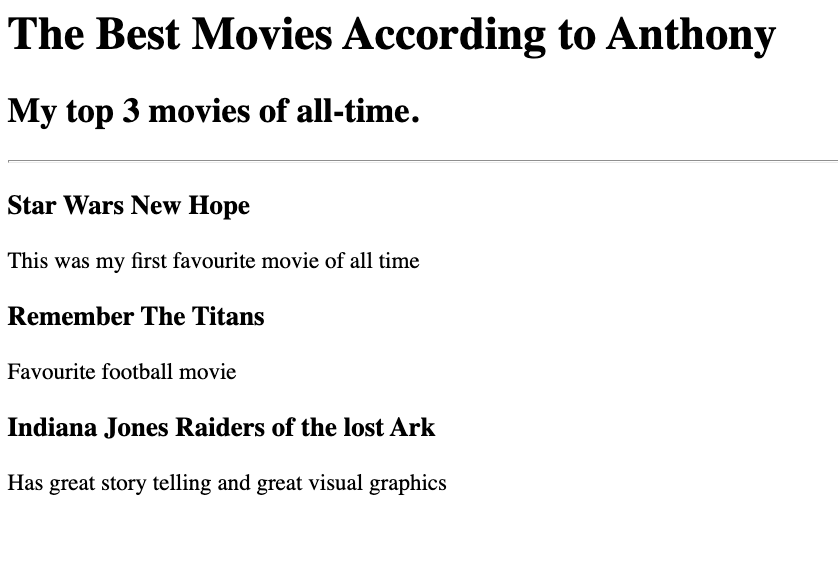 The Best Movies According to Anthony
My top 3 movies of all-time.
Star Wars New Hope
This was my first favourite movie of all time
Remember The Titans
Favourite football movie
Indiana Jones Raiders of the lost Ark
Has great story telling and great visual graphics